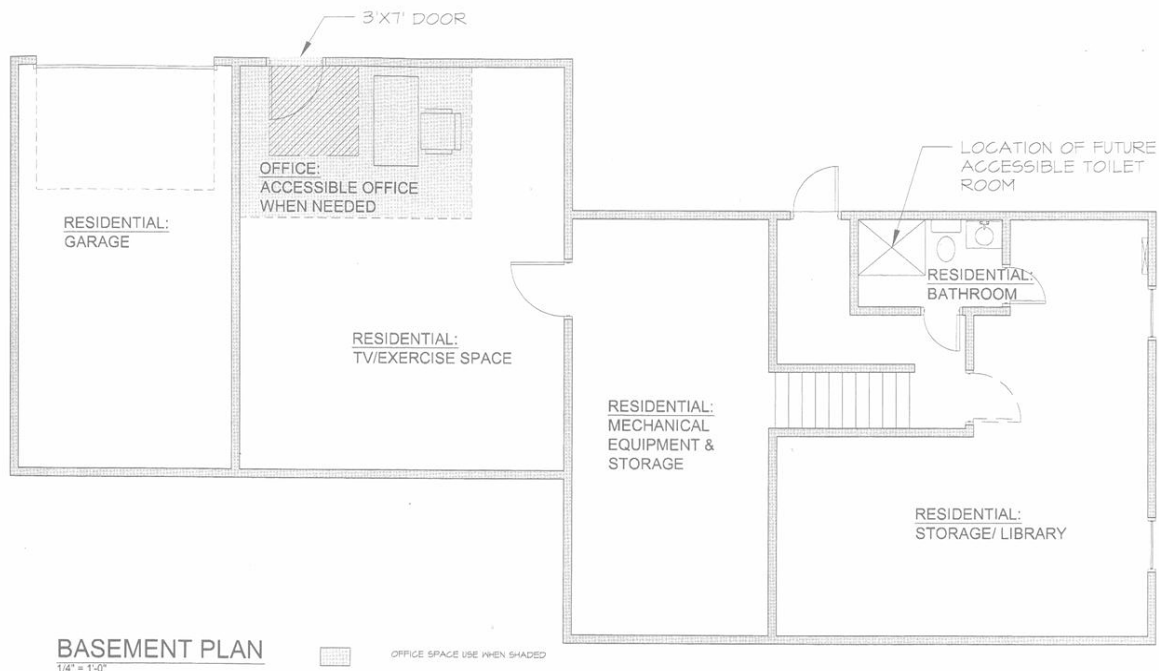 3'X7' DOOR
LOCATION OF FUTURE
ACCESSIBLE TOILET
ROOM
OFFICE:
ACCESSIBLE OFFICE
WHEN NEEDED
RESIDENTIAL:
GARAGE
RESIDENTIAL:
BATHROOM
RESIDENTIAL:
TV/EXERCISE SPACE
RESIDENTIAL:
MECHANICAL
EQUIPMENT &
STORAGE
RESIDENTIAL:
STORAGE/ LIBRARY
BASEMENT PLAN
1/4" = 1'-0"
OFFICE SPACE USE WHEN SHADED